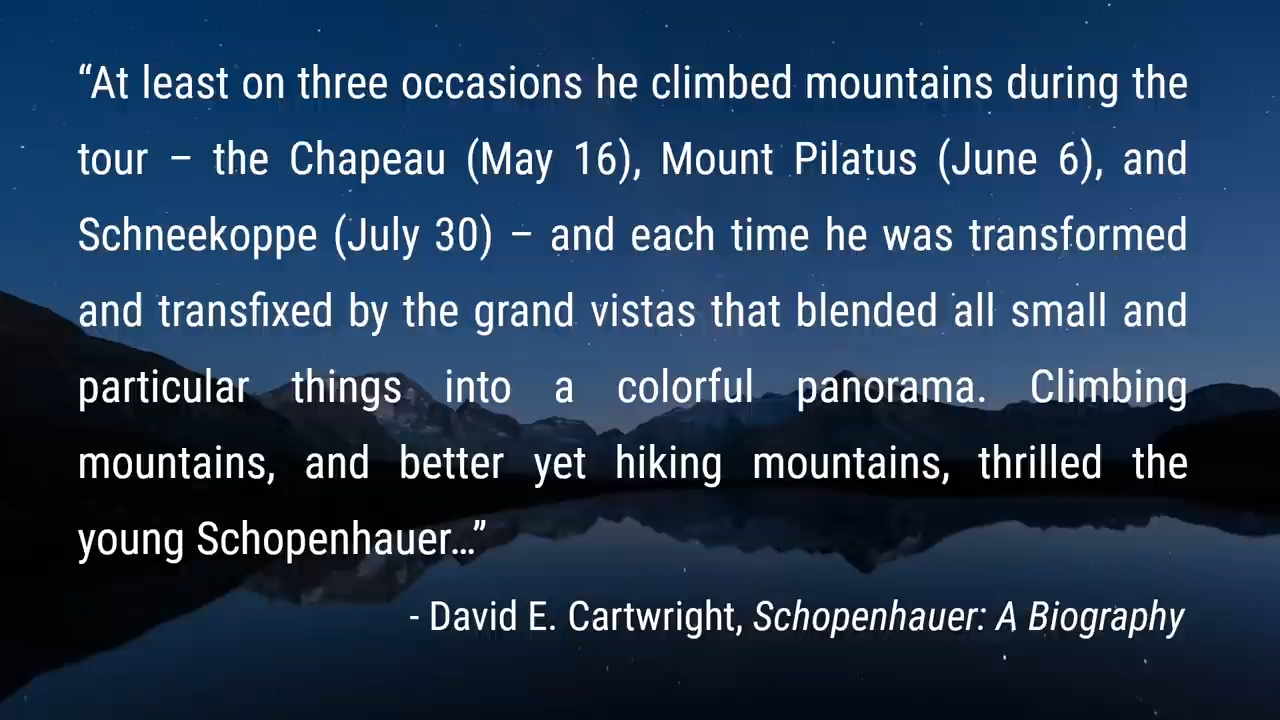 “At least on three occasions he climbed mountains during the
tour – the Chapeau (May 16), Mount Pilatus (June 6), and
Schneekoppe (July 30) – and each time he was transformed
and transfixed by the grand vistas that blended all small and
particular things into a colorful panorama. Climbing
mountains, and better yet hiking mountains, thrilled the
young Schopenhauer…”
- David E. Cartwright, Schopenhauer: A Biography